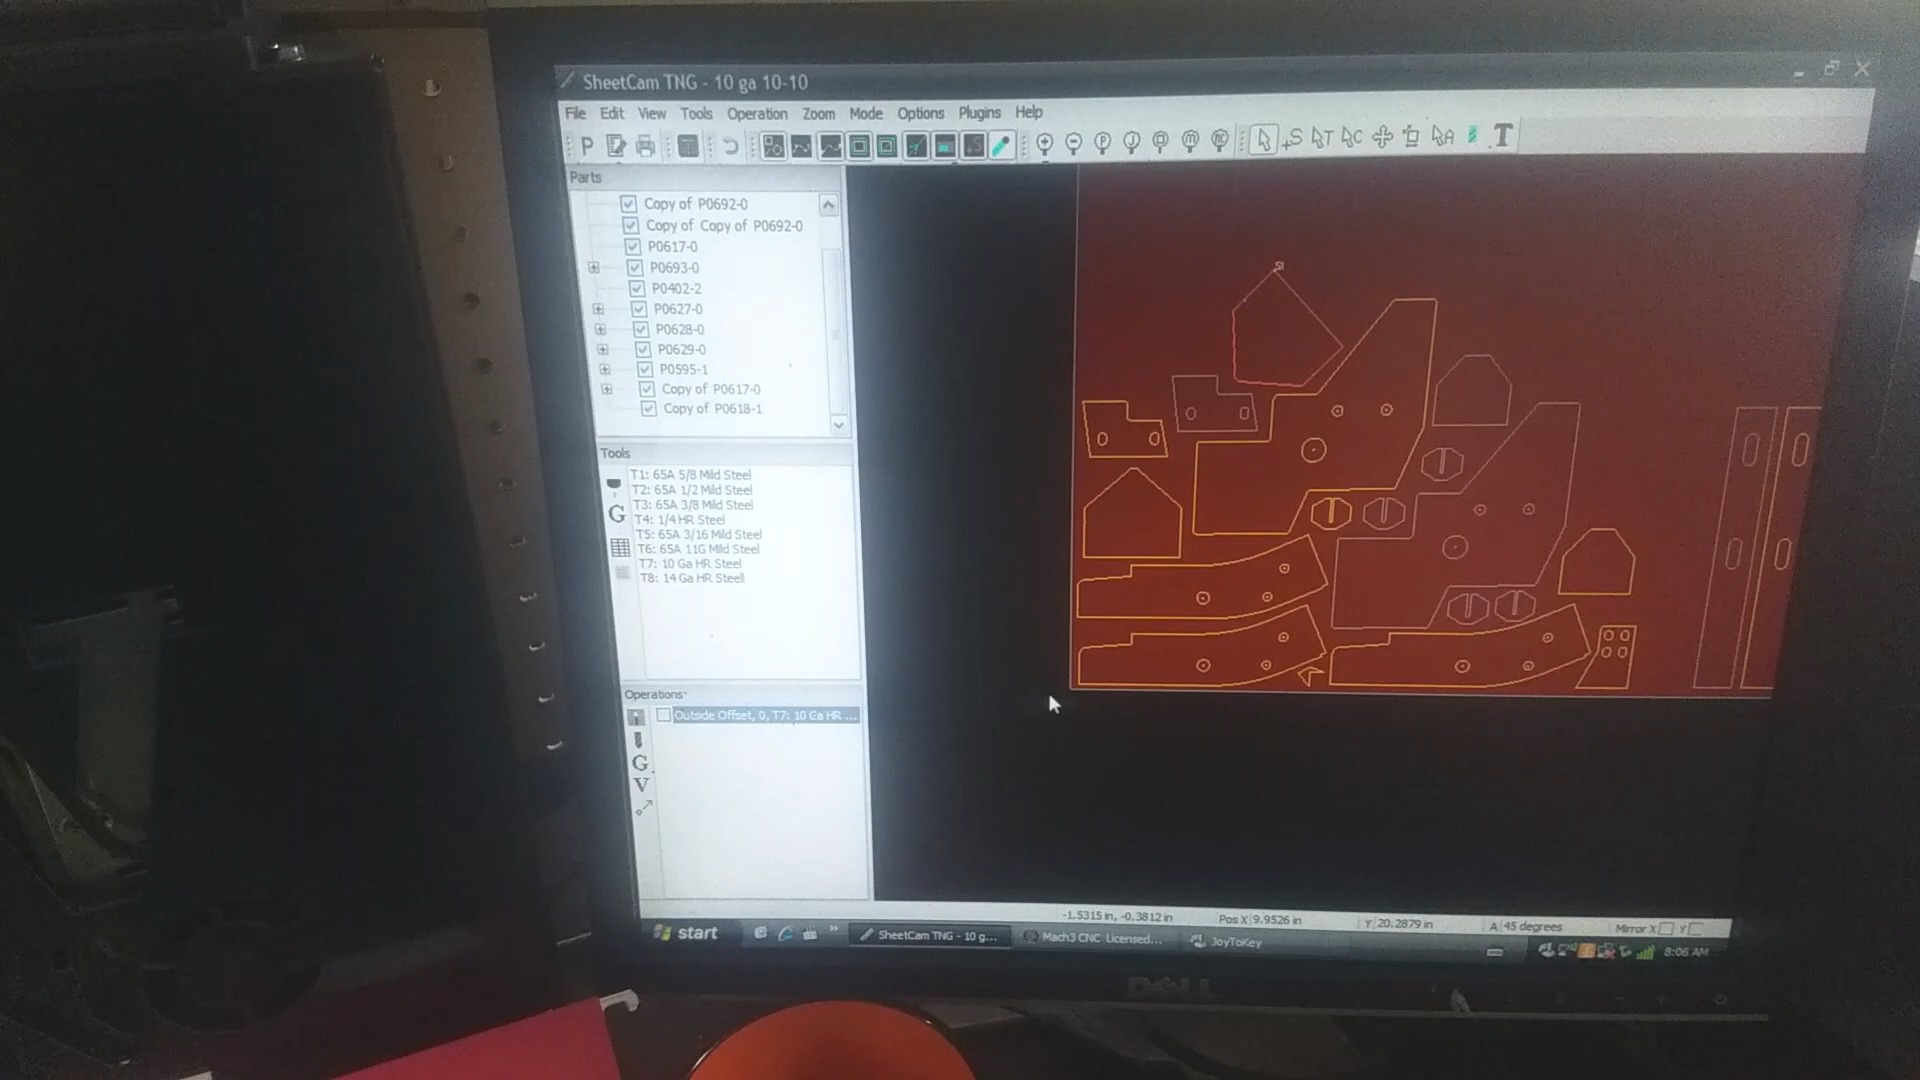 SheetCam TNG - 10 ga 10-10
File Edit View Tools Operation Zoom Mode Options Plugins Help
P
S T C A T
Parts
Copy of P0692-0
Copy of Copy of P0692-0
P0617-0
P0693-0
P0402-2
P0627-0
P0628-0
P0629-0
P0595-1
Copy of P0617-0
Copy of P0618-1
Tools
T1: 65A 5/8 Mild Steel
T2: 65A 1/2 Mild Steel
T3: 65A 3/8 Mild Steel
T4: 1/4 HR Steel
T5: 65A 3/16 Mild Steel
T6: 65A 11G Mild Steel
T7: 10 Ga HR Steel
T8: 14 Ga HR Steell
G
Operations
Outside Offset, 0, T7: 10 Ga HR ...
G
V
-1.5315 in, -0.3812 in Pos X 9.9526 in Y 20.2879 in A 45 degrees Mirror X Y
start SheetCam TNG - 10 g... Mach3 CNC Licensed... JoyToKey 8:06 AM
DELL